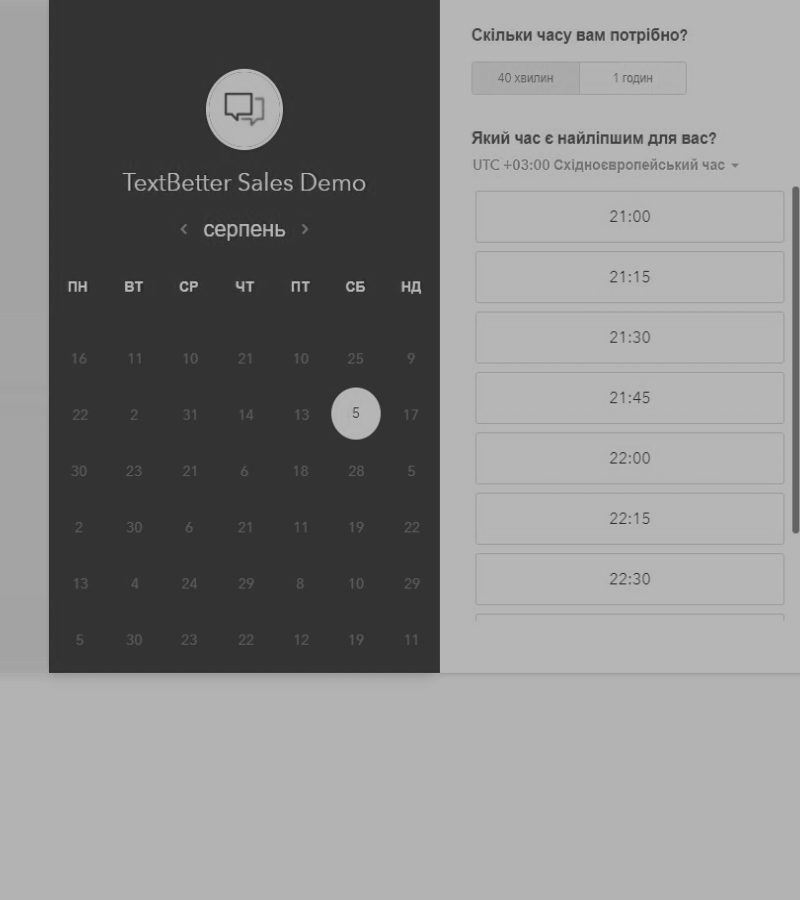 TextBetter Sales Demo
серпень
ПН ВТ СР ЧТ ПТ СБ НД
16 11 10 21 10 25 9
22 2 31 14 13 5 17
30 23 21 6 18 28 5
2 30 6 21 11 19 22
13 4 24 29 8 10 29
5 30 23 22 12 19 11
Скільки часу вам потрібно?
40 хвилин 1 годин
Який час є найліпшим для вас?
UTC +03:00 Східноєвропейський час
21:00
21:15
21:30
21:45
22:00
22:15
22:30